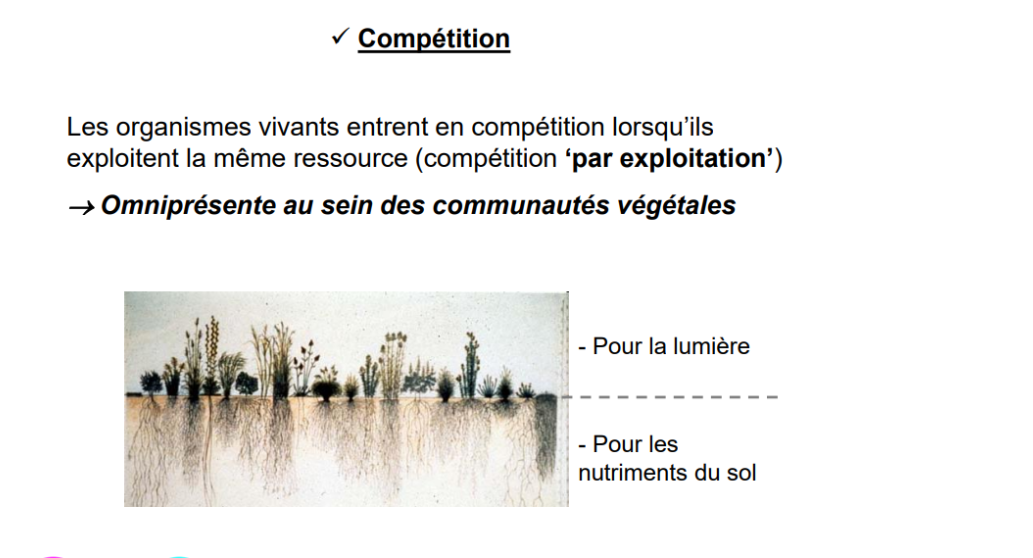 ✓ Compétition
Les organismes vivants entrent en compétition lorsqu’ils
exploitent la même ressource (compétition ‘par exploitation’)
→ Omniprésente au sein des communautés végétales
- Pour la lumière
- Pour les
nutriments du sol